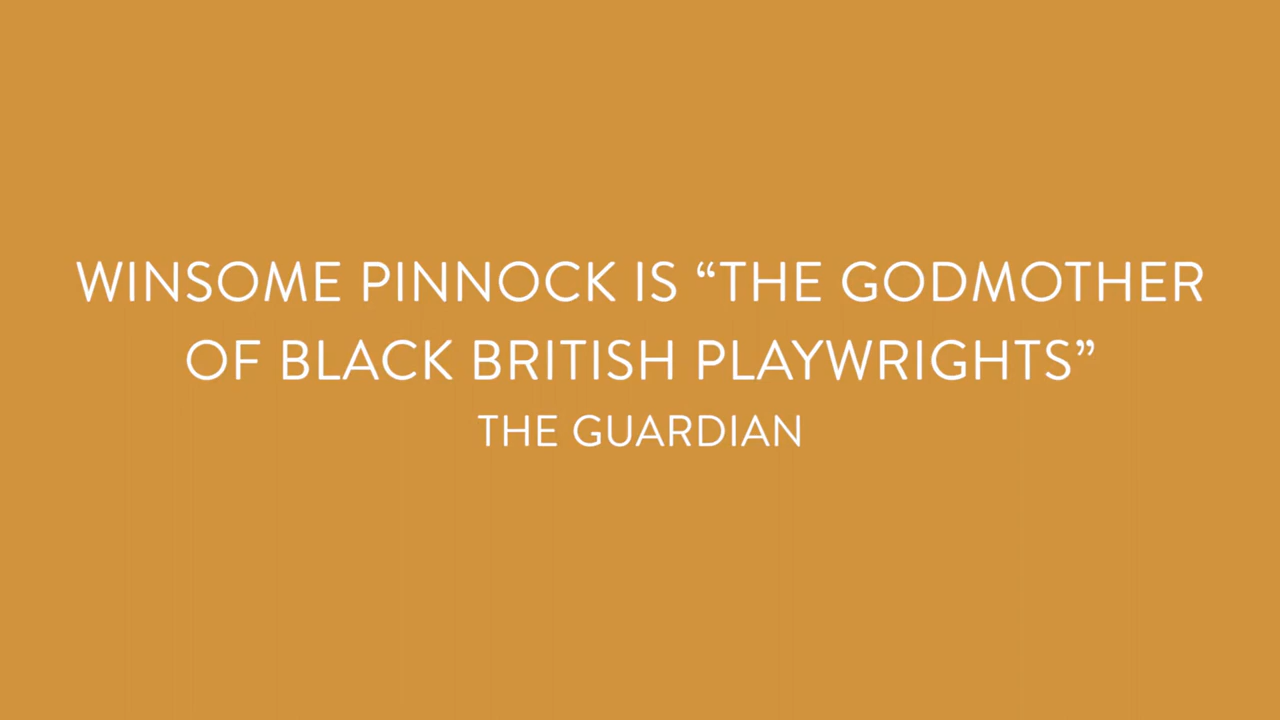 WINSOME PINNOCK IS “THE GODMOTHER
OF BLACK BRITISH PLAYWRIGHTS”
THE GUARDIAN